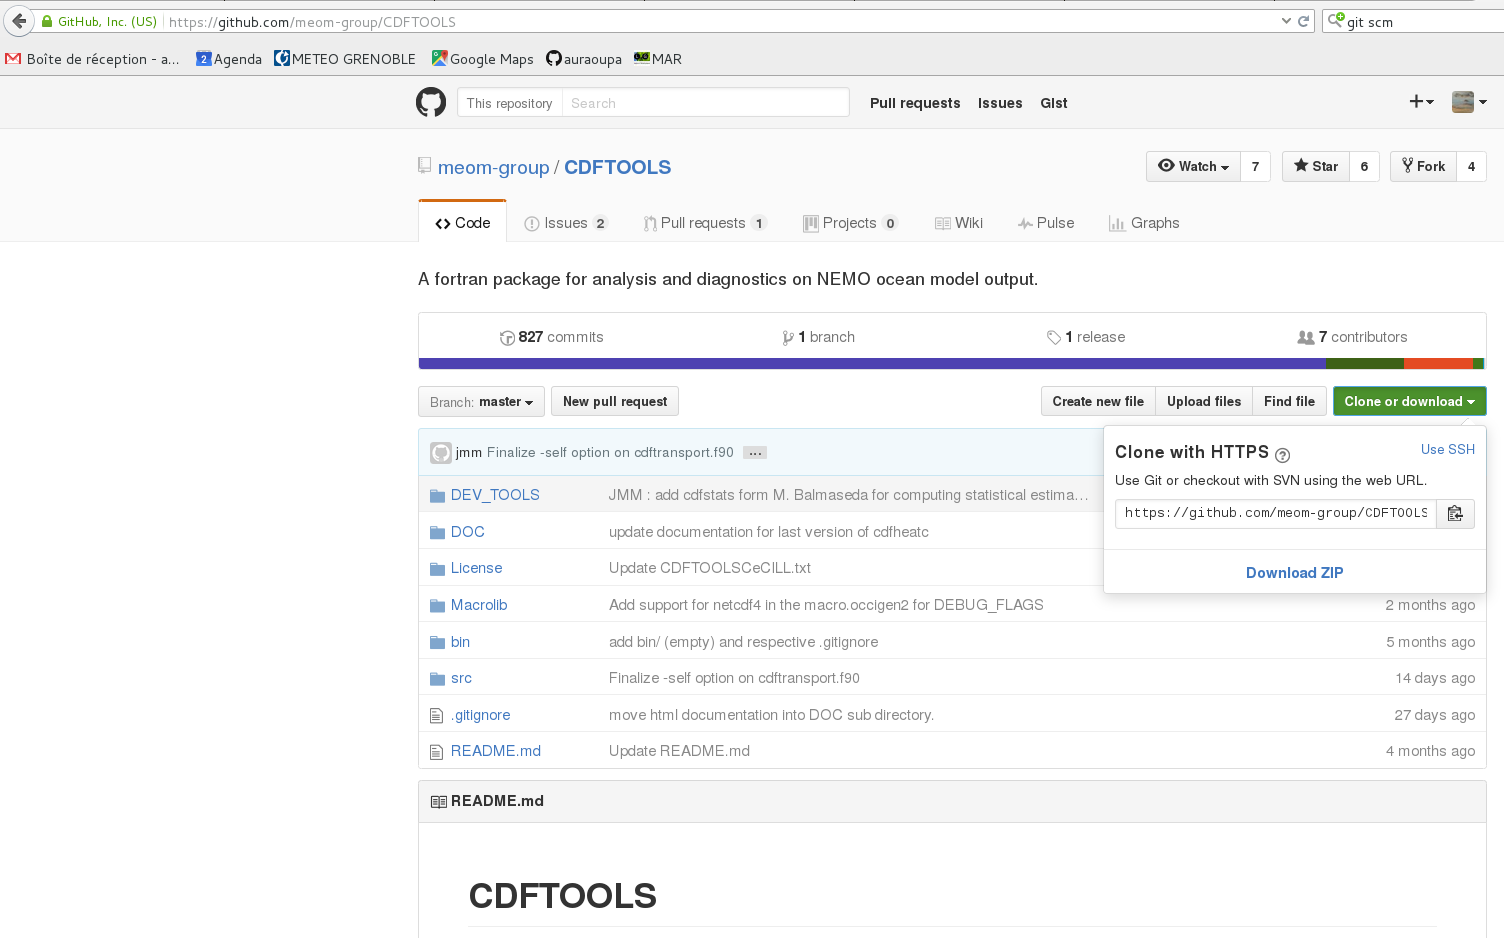 GitHub, Inc. (US) https://github.com/meom-group/CDFTOOLS git scm
Boîte de réception - a... 2 Agenda METEO GRENOBLE Google Maps auraoupa MAR
This repository Search Pull requests Issues Gist
meom-group / CDFTOOLS Watch 7 Star 6 Fork 4
Code Issues 2 Pull requests 1 Projects 0 Wiki Pulse Graphs
A fortran package for analysis and diagnostics on NEMO ocean model output.
827 commits 1 branch 1 release 7 contributors
Branch: master New pull request Create new file Upload files Find file Clone or download
jmm Finalize -self option on cdftransport.f90 ...
Clone with HTTPS ? Use SSH
Use Git or checkout with SVN using the web URL.
https://github.com/meom-group/CDFTOOLS
Download ZIP
DEV_TOOLS JMM : add cdfstats form M. Balmaseda for computing statistical estima...
DOC update documentation for last version of cdfheatc
License Update CDFTOOLSCeCILL.txt
Macrolib Add support for netcdf4 in the macro.occigen2 for DEBUG_FLAGS 2 months ago
bin add bin/ (empty) and respective .gitignore 5 months ago
src Finalize -self option on cdftransport.f90 14 days ago
.gitignore move html documentation into DOC sub directory. 27 days ago
README.md Update README.md 4 months ago
README.md
CDFTOOLS